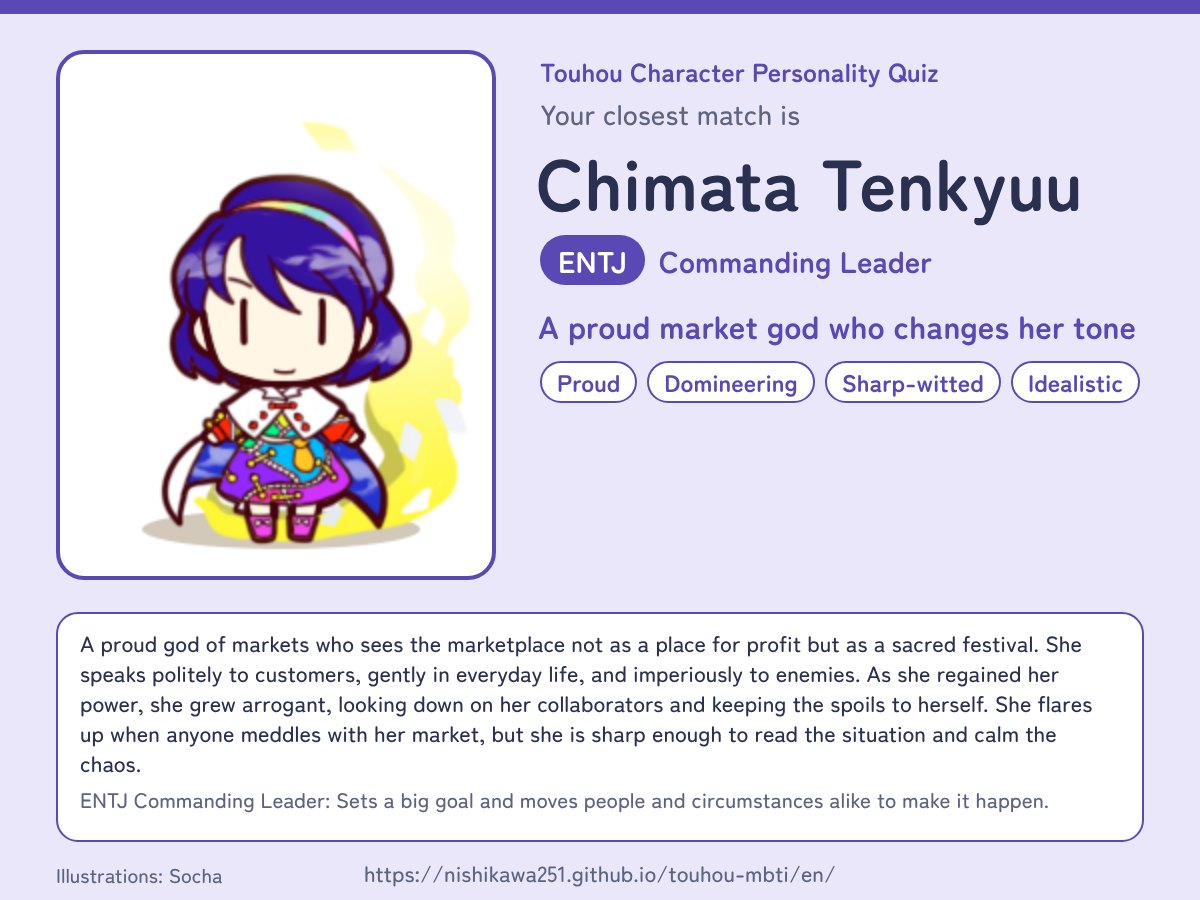 Touhou Character Personality Quiz
Your closest match is
Chimata Tenkyuu
ENTJ Commanding Leader
A proud market god who changes her tone
Proud Domineering Sharp-witted Idealistic
A proud god of markets who sees the marketplace not as a place for profit but as a sacred festival. She
speaks politely to customers, gently in everyday life, and imperiously to enemies. As she regained her
power, she grew arrogant, looking down on her collaborators and keeping the spoils to herself. She flares
up when anyone meddles with her market, but she is sharp enough to read the situation and calm the
chaos.
ENTJ Commanding Leader: Sets a big goal and moves people and circumstances alike to make it happen.
Illustrations: Socha
https://nishikawa251.github.io/touhou-mbti/en/